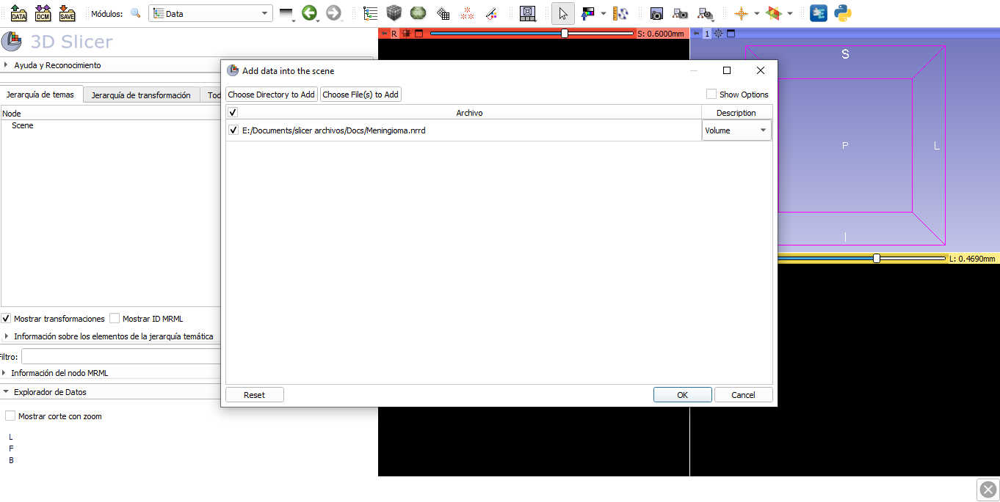 DATA DCM SAVE Módulos: Data
R S: 0.6000mm 1
3D Slicer
Ayuda y Reconocimiento
Jerarquía de temas Jerarquía de transformación Tod
Node
Scene
Mostrar transformaciones Mostrar ID MRML
Información sobre los elementos de la jerarquía temática
Filtro:
Información del nodo MRML
Explorador de Datos
Mostrar corte con zoom
L
F
B
Add data into the scene
Choose Directory to Add Choose File(s) to Add Show Options
Archivo Description
E:/Documents/slicer archivos/Docs/Meningioma.nrrd Volume
Reset OK Cancel
S
P L
I
L: 0.4690mm